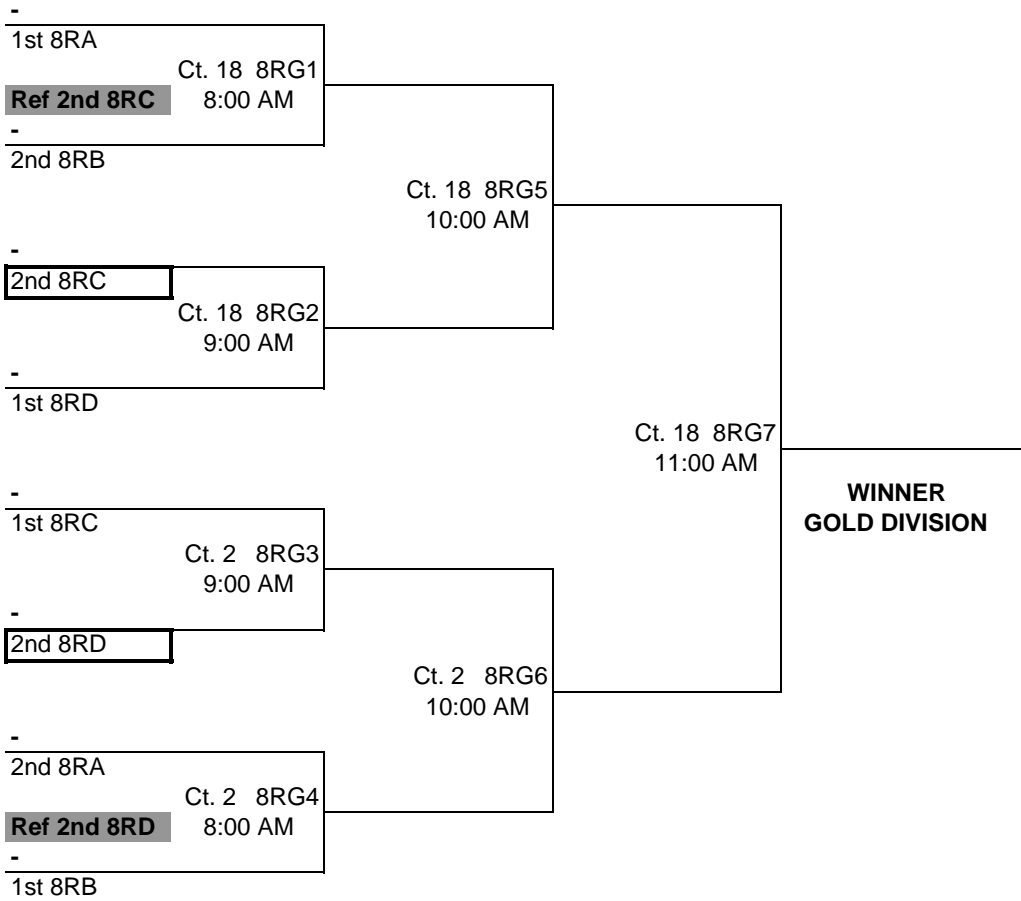 -
1st 8RA
Ct. 18 8RG1
Ref 2nd 8RC 8:00 AM
-
2nd 8RB
Ct. 18 8RG5
10:00 AM
-
2nd 8RC
Ct. 18 8RG2
9:00 AM
-
1st 8RD
Ct. 18 8RG7
11:00 AM
-
WINNER
1st 8RC
GOLD DIVISION
Ct. 2 8RG3
9:00 AM
-
2nd 8RD
Ct. 2 8RG6
10:00 AM
-
2nd 8RA
Ct. 2 8RG4
Ref 2nd 8RD 8:00 AM
-
1st 8RB